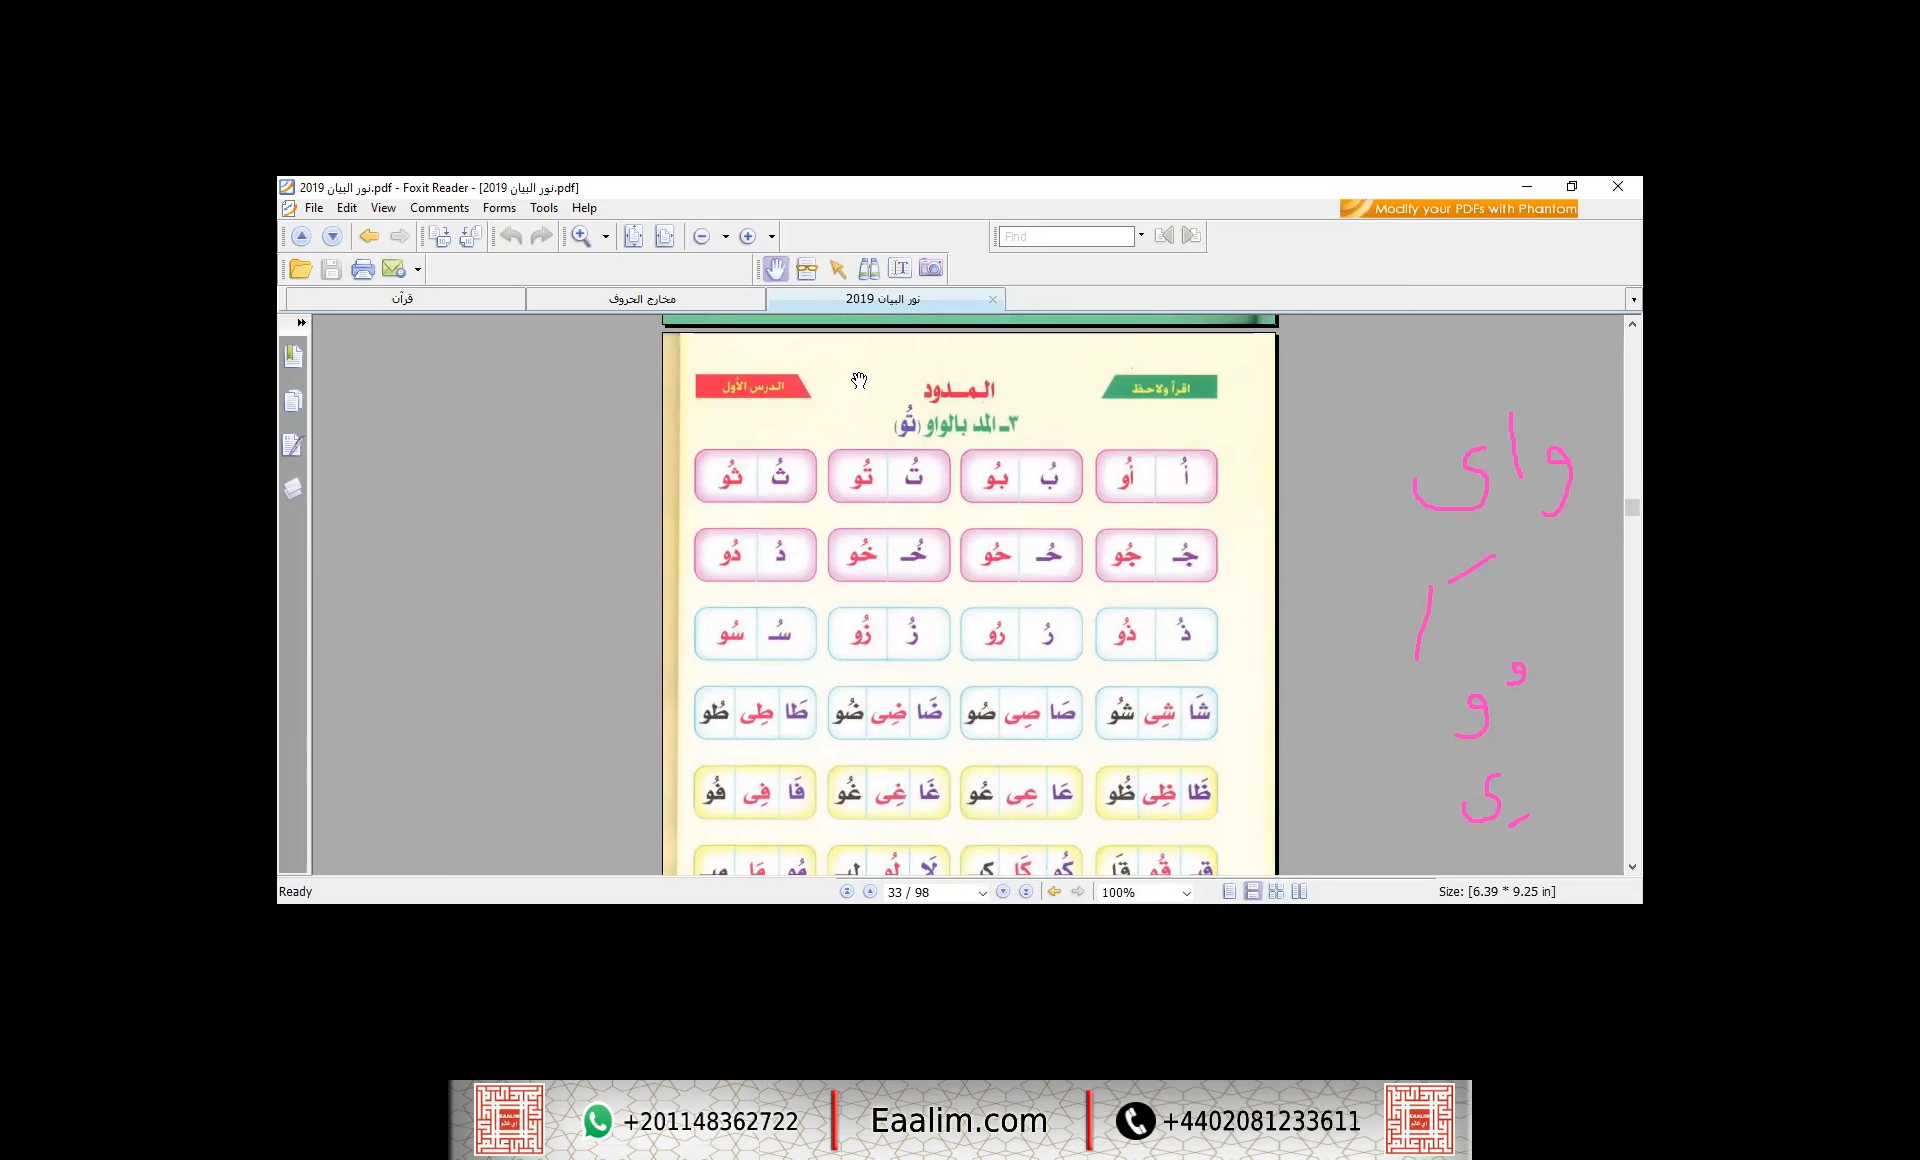 نور البيان 2019.pdf - Foxit Reader - [نور البيان 2019.pdf]
File Edit View Comments Forms Tools Help
Modify your PDFs with Phantom
Find
قرآن
مخارج الحروف
نور البيان 2019
اقرأ ولاحظ
المـدود
الدرس الأول
٣ـ المد بالواو (تُو)
أُ أُو بُ بُو تُ تُو ثُ ثُو
جُـ جُو حُـ حُو خُـ خُو دُ دُو
ذُ ذُو رُ رُو زُ زُو سُـ سُو
شَا شِى شُو صَا صِى صُو ضَا ضِى ضُو طَا طِى طُو
ظَا ظِى ظُو عَا عِى عُو غَا غِى غُو فَا فِى فُو
قُو قَا كُو كَا لَا لُو مُو مَا
و ا ى
َ ا
ُ و
ِ ى
Ready
33 / 98
100%
Size: [6.39 * 9.25 in]
+201148362722
Eaalim.com
+4402081233611
EAALIM